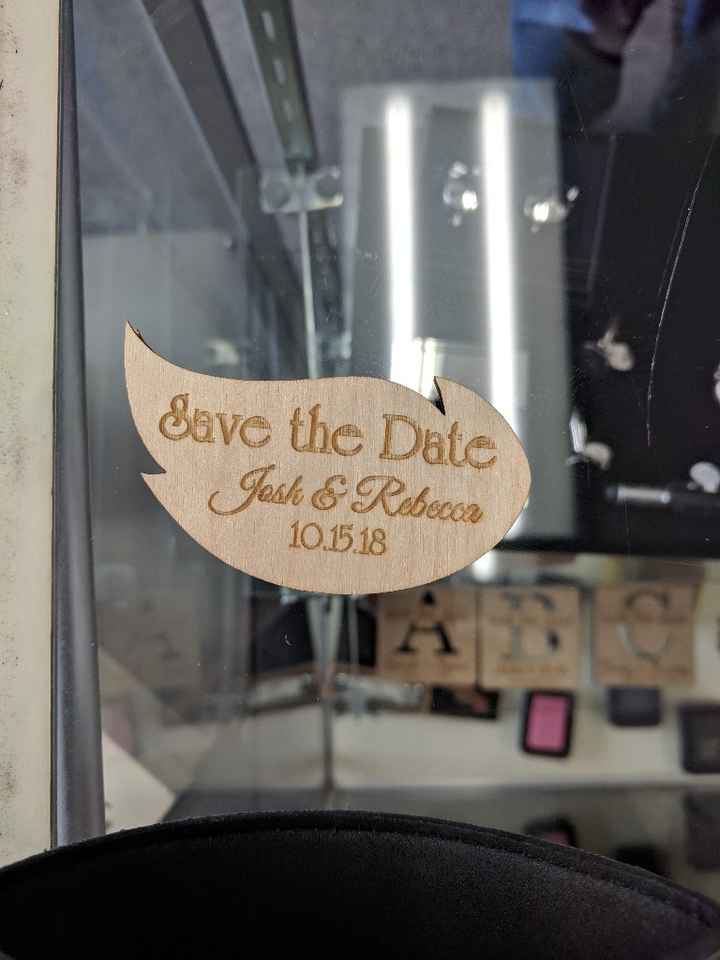 Save the Date
Josh & Rebecca
10.15.18
A
B
C